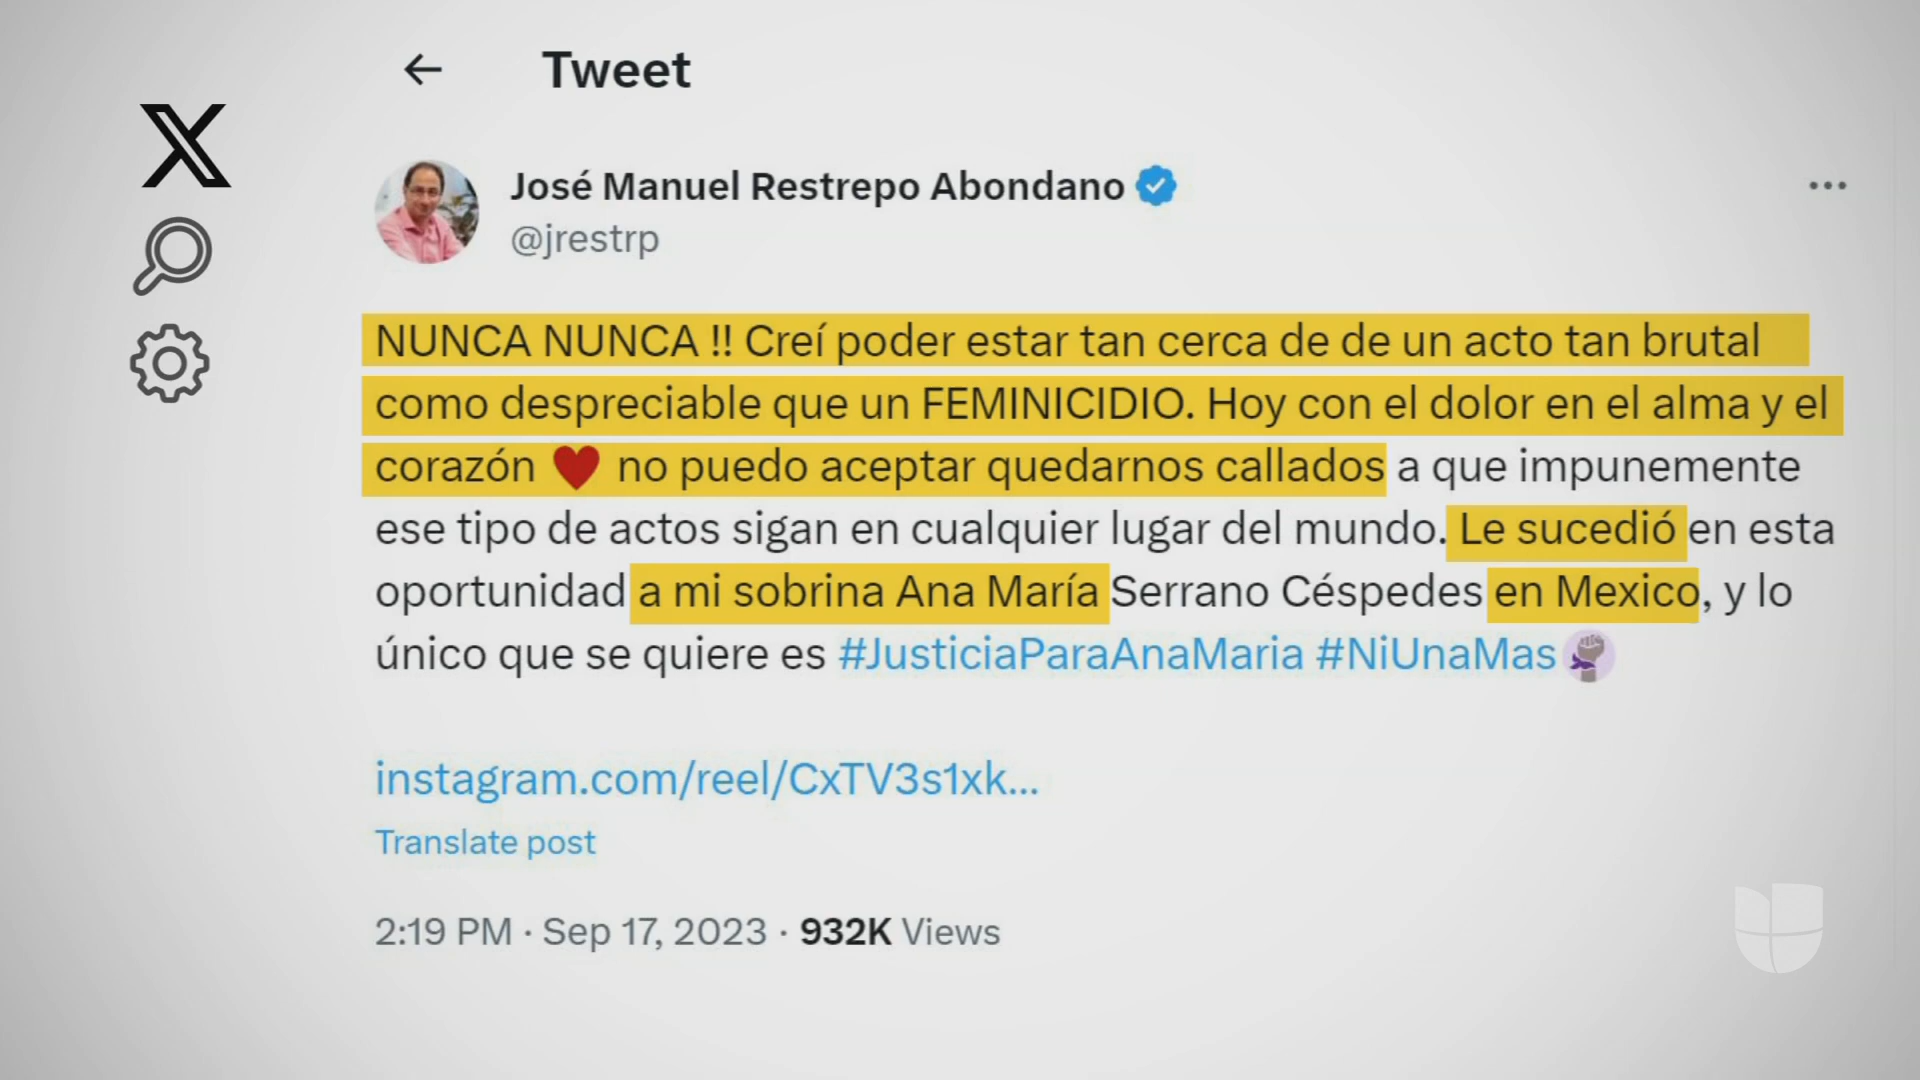 Tweet
José Manuel Restrepo Abondano
@jrestrp
NUNCA NUNCA !! Creí poder estar tan cerca de de un acto tan brutal
como despreciable que un FEMINICIDIO. Hoy con el dolor en el alma y el
corazón ♥ no puedo aceptar quedarnos callados a que impunemente
ese tipo de actos sigan en cualquier lugar del mundo. Le sucedió en esta
oportunidad a mi sobrina Ana María Serrano Céspedes en Mexico, y lo
único que se quiere es #JusticiaParaAnaMaria #NiUnaMas
instagram.com/reel/CxTV3s1xk...
Translate post
2:19 PM · Sep 17, 2023 · 932K Views